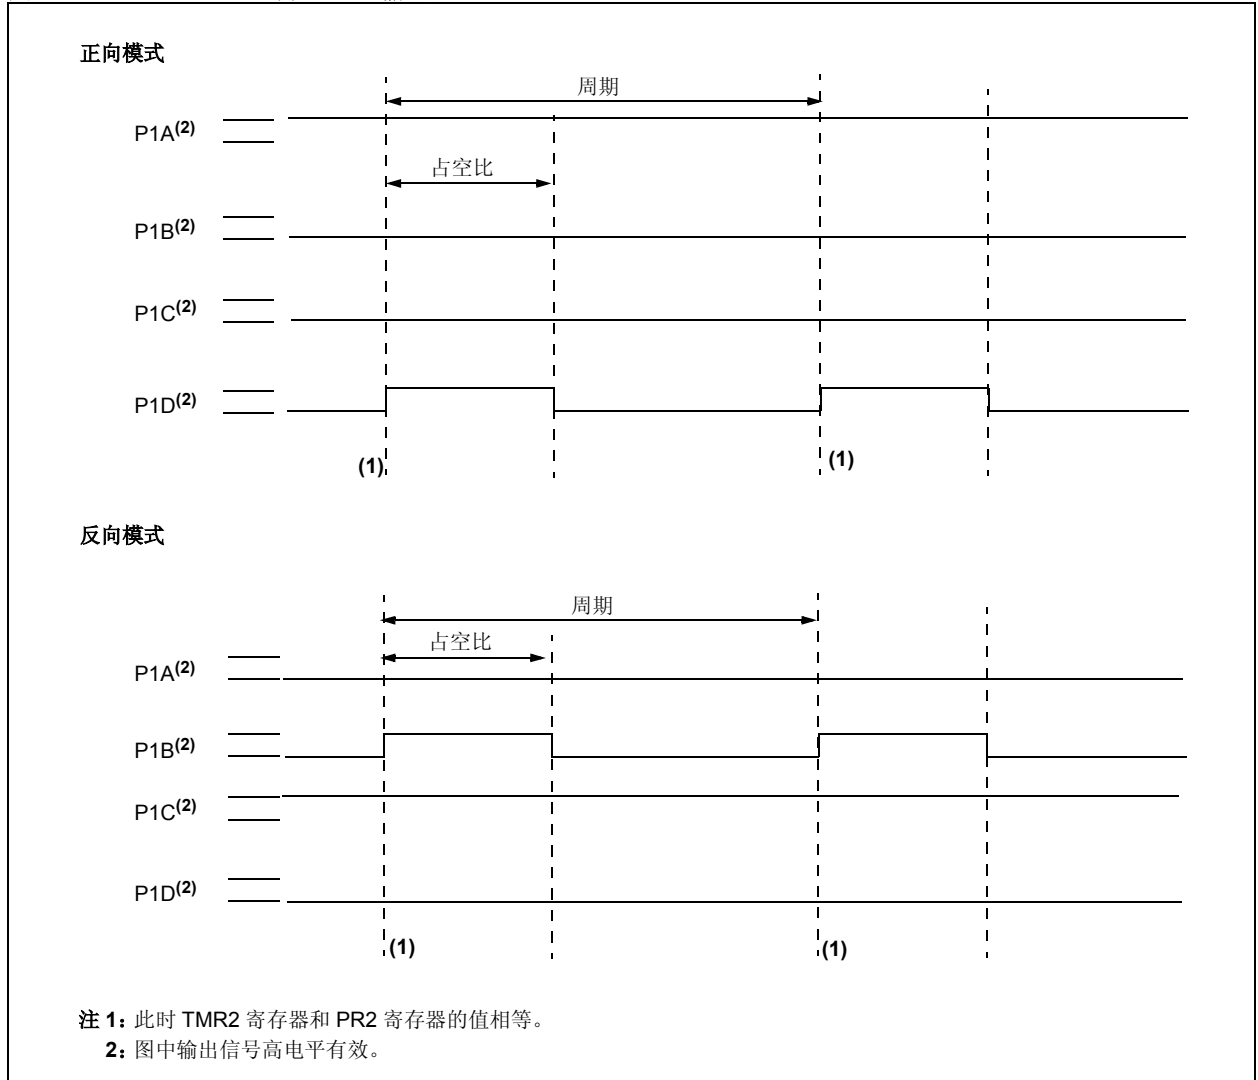 正向模式
周期
P1A(2)
占空比
P1B(2)
P1C(2)
P1D(2)
(1)
(1)
反向模式
周期
占空比
P1A(2)
P1B(2)
P1C(2)
P1D(2)
(1)
(1)
注 1: 此时 TMR2 寄存器和 PR2 寄存器的值相等。
2: 图中输出信号高电平有效。